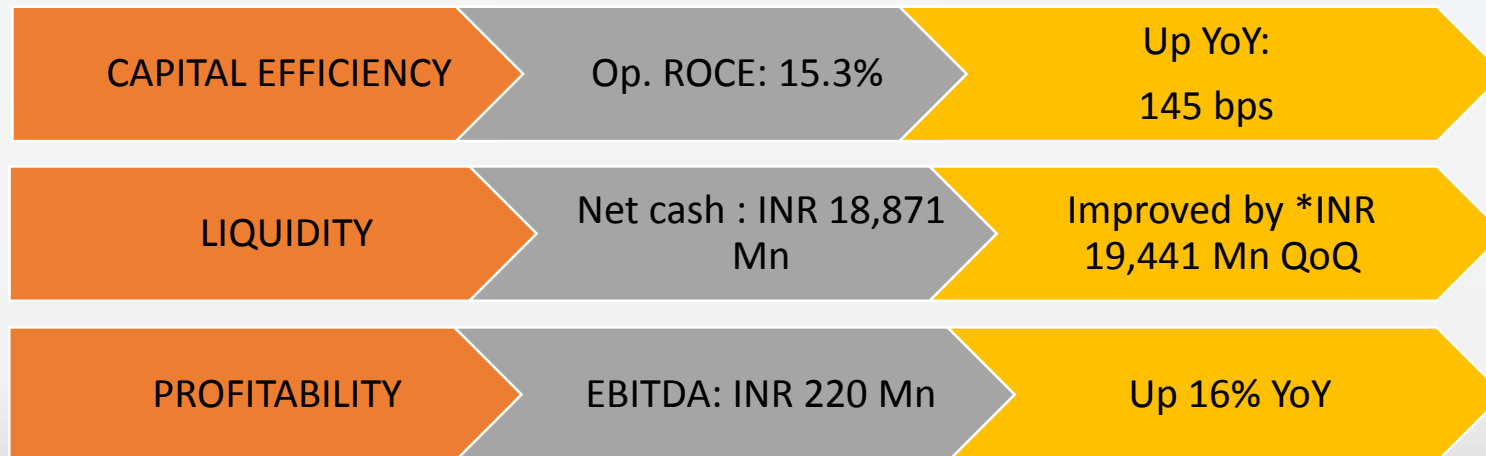 CAPITAL EFFICIENCY
Op. ROCE: 15.3%
Up YoY:
145 bps
LIQUIDITY
Net cash : INR 18,871
Mn
Improved by *INR
19,441 Mn QoQ
PROFITABILITY
EBITDA: INR 220 Mn
Up 16% YoY